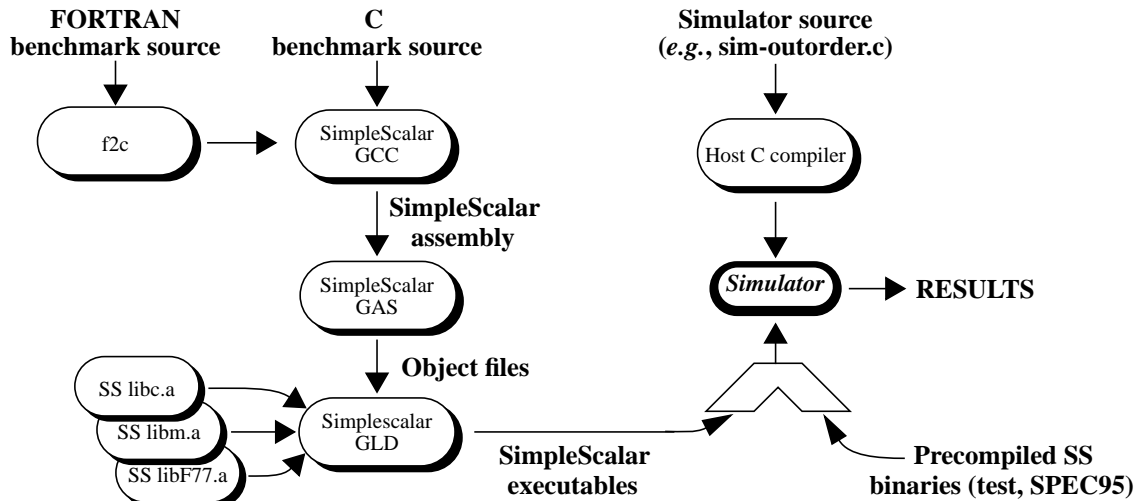 FORTRAN
benchmark source
C
benchmark source
Simulator source
(e.g., sim-outorder.c)
f2c
SimpleScalar
GCC
Host C compiler
SimpleScalar
assembly
SimpleScalar
GAS
Simulator
RESULTS
Object files
SS libc.a
SS libm.a
SS libF77.a
Simplescalar
GLD
SimpleScalar
executables
Precompiled SS
binaries (test, SPEC95)